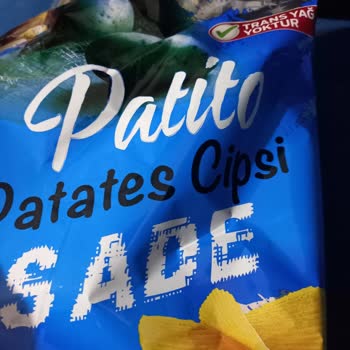 TRANS YAĞ
YOKTUR
Patito
Patates Cipsi
SADE